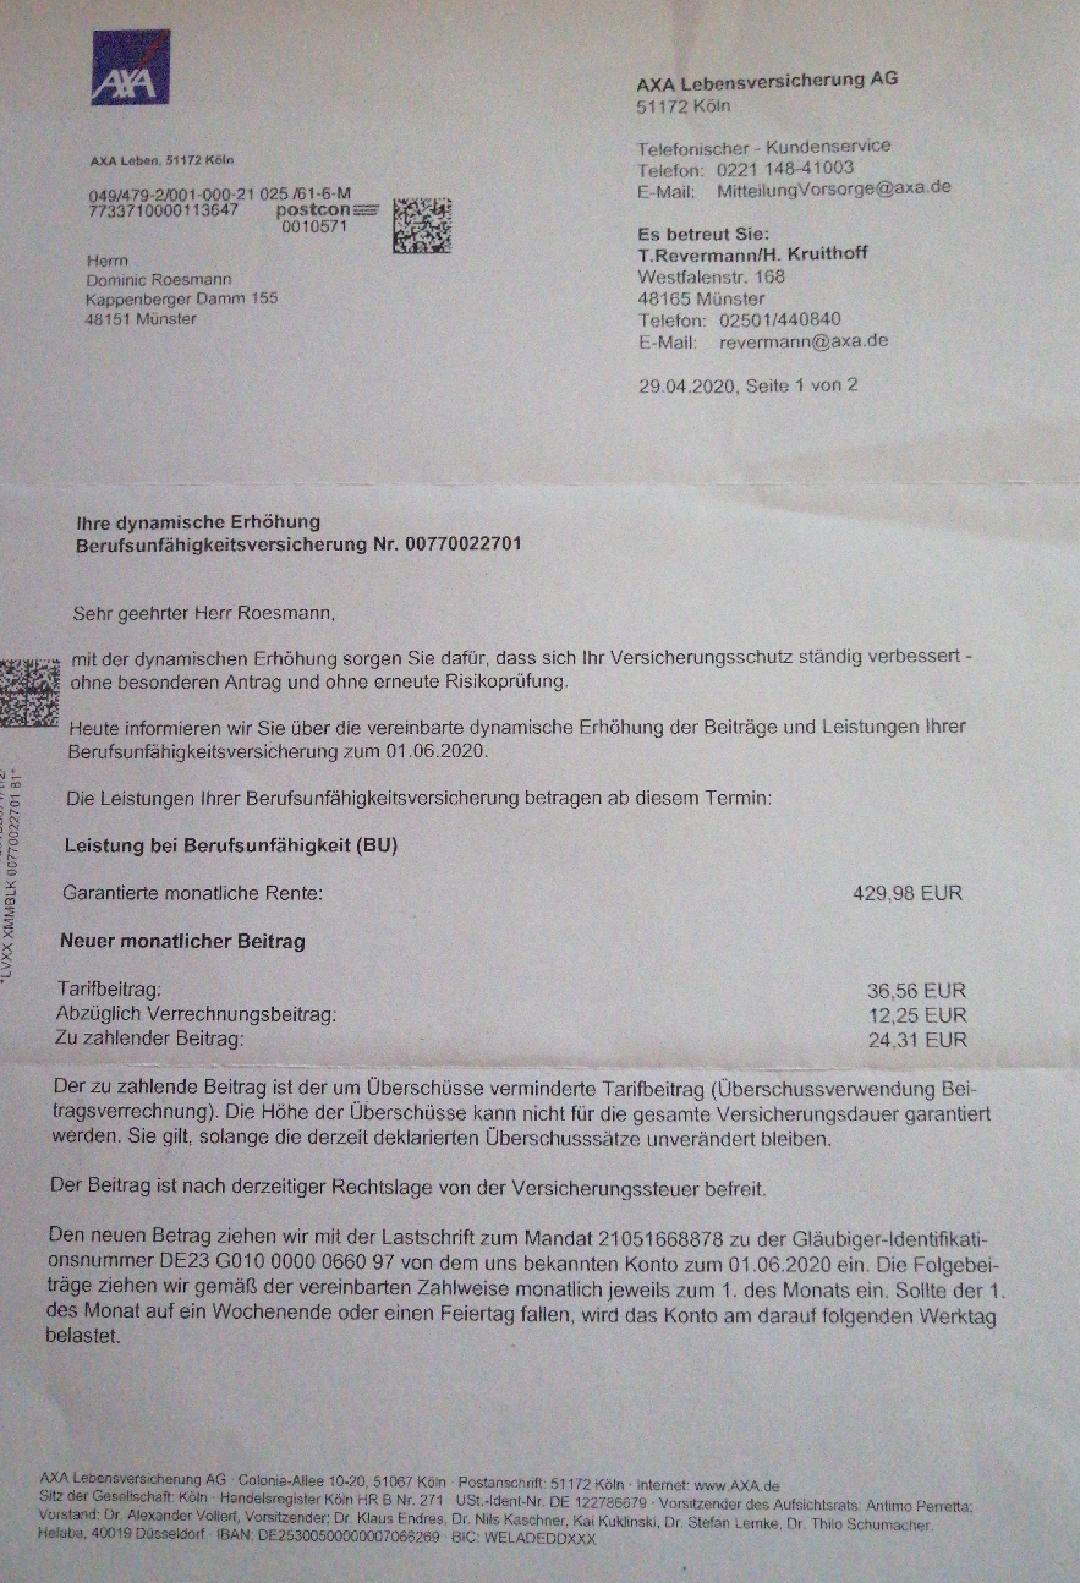 AXA
AXA Lebensversicherung AG
51172 Köln
Telefonischer - Kundenservice
Telefon: 0221 148-41003
E-Mail: MitteilungVorsorge@axa.de
AXA Leben, 51172 Köln
049/479-2/001-000-21 025 /61-6-M
7733710000113647 postcon
0010571
Herrn
Dominic Roesmann
Kappenberger Damm 155
48151 Münster
Es betreut Sie:
T.Revermann/H. Kruithoff
Westfalenstr. 168
48165 Münster
Telefon: 02501/440840
E-Mail: revermann@axa.de
29.04.2020, Seite 1 von 2
Ihre dynamische Erhöhung
Berufsunfähigkeitsversicherung Nr. 00770022701
Sehr geehrter Herr Roesmann,
mit der dynamischen Erhöhung sorgen Sie dafür, dass sich Ihr Versicherungsschutz ständig verbessert -
ohne besonderen Antrag und ohne erneute Risikoprüfung.
Heute informieren wir Sie über die vereinbarte dynamische Erhöhung der Beiträge und Leistungen Ihrer
Berufsunfähigkeitsversicherung zum 01.06.2020.
Die Leistungen Ihrer Berufsunfähigkeitsversicherung betragen ab diesem Termin:
Leistung bei Berufsunfähigkeit (BU)
Garantierte monatliche Rente: 429,98 EUR
Neuer monatlicher Beitrag
Tarifbeitrag: 36,56 EUR
Abzüglich Verrechnungsbeitrag: 12,25 EUR
Zu zahlender Beitrag: 24,31 EUR
Der zu zahlende Beitrag ist der um Überschüsse verminderte Tarifbeitrag (Überschussverwendung Bei-
tragsverrechnung). Die Höhe der Überschüsse kann nicht für die gesamte Versicherungsdauer garantiert
werden. Sie gilt, solange die derzeit deklarierten Überschusssätze unverändert bleiben.
Der Beitrag ist nach derzeitiger Rechtslage von der Versicherungssteuer befreit.
Den neuen Betrag ziehen wir mit der Lastschrift zum Mandat 21051668878 zu der Gläubiger-Identifikati-
onsnummer DE23 G010 0000 0660 97 von dem uns bekannten Konto zum 01.06.2020 ein. Die Folgebei-
träge ziehen wir gemäß der vereinbarten Zahlweise monatlich jeweils zum 1. des Monats ein. Sollte der 1.
des Monat auf ein Wochenende oder einen Feiertag fallen, wird das Konto am darauf folgenden Werktag
belastet.
*LVXX XMMBLK 00770022701 B1*
AXA Lebensversicherung AG · Colonia-Allee 10-20, 51067 Köln · Postanschrift: 51172 Köln · Internet: www.AXA.de
Sitz der Gesellschaft: Köln · Handelsregister Köln HR B Nr. 271 USt.-Ident-Nr. DE 122786679 · Vorsitzender des Aufsichtsrats: Antimo Perretta;
Vorstand: Dr. Alexander Vollert, Vorsitzender; Dr. Klaus Endres, Dr. Nils Kaschner, Kai Kuklinski, Dr. Stefan Lemke, Dr. Thilo Schumacher.
Helaba, 40019 Düsseldorf · IBAN: DE25300500000007066269 · BIC: WELADEDDXXX